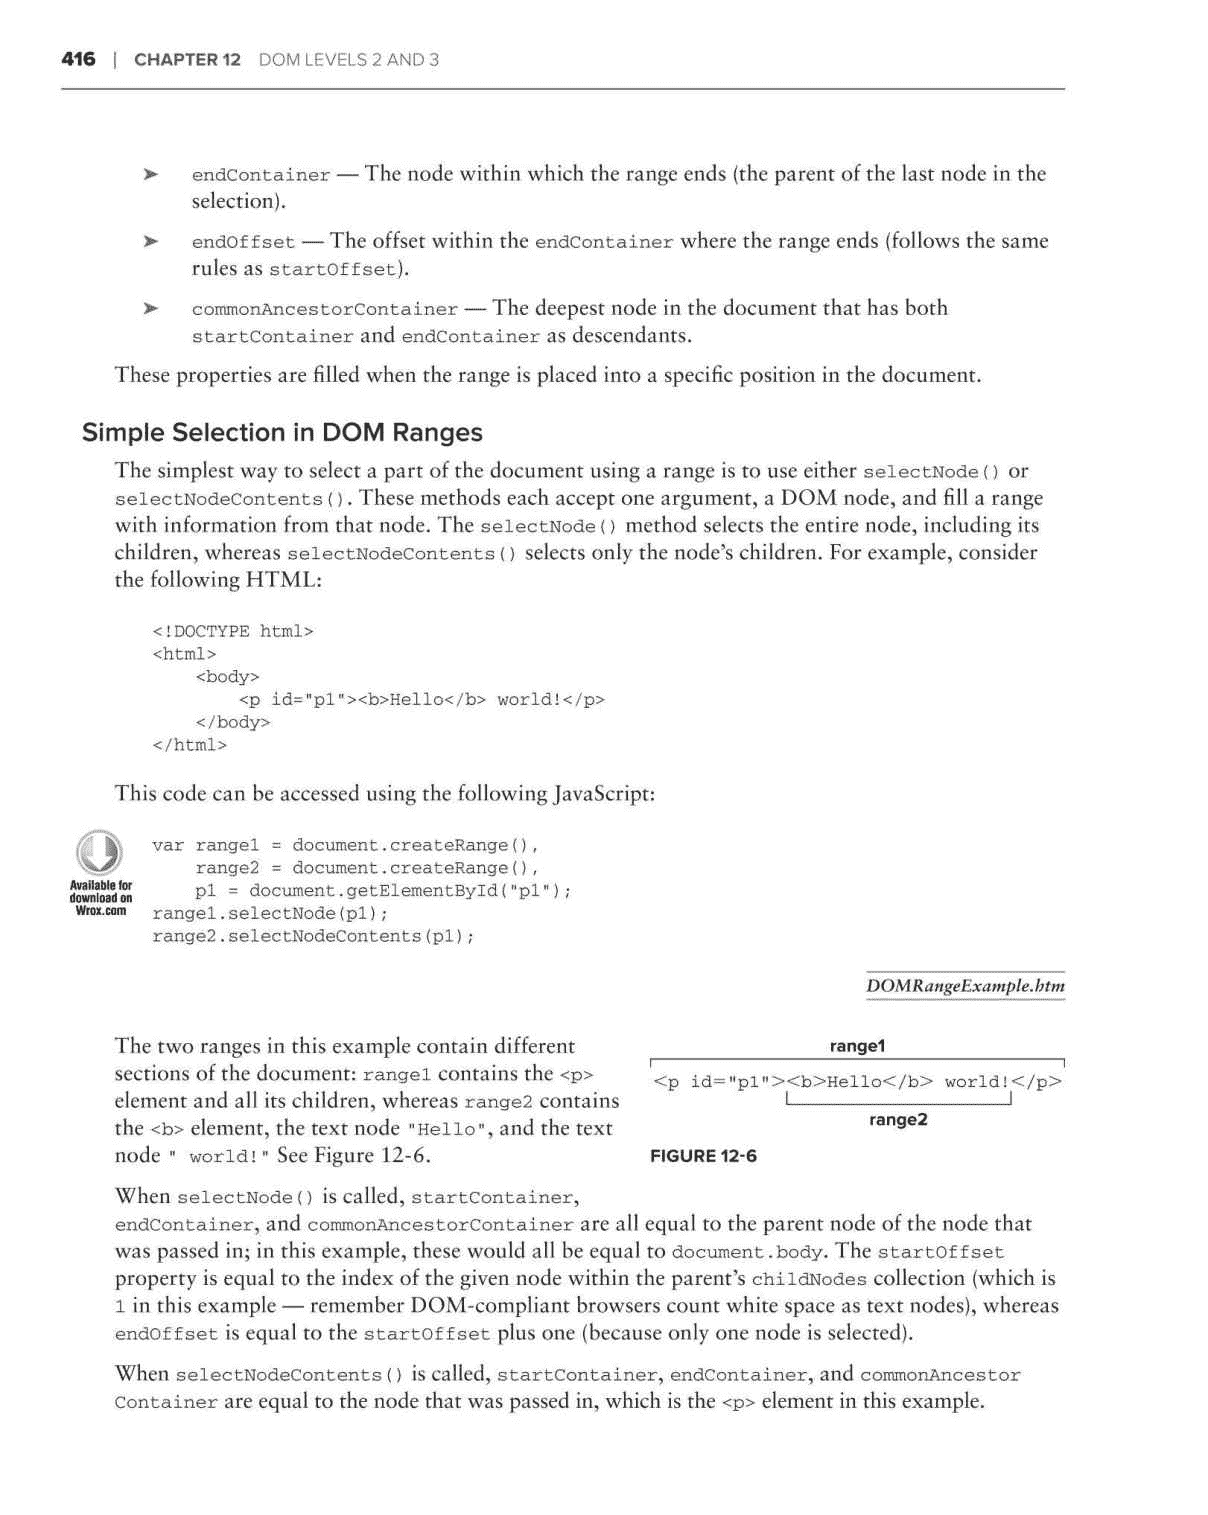 416 | CHAPTER 12 DOM LEVELS 2 AND 3
➤ endContainer — The node within which the range ends (the parent of the last node in the
selection).
➤ endOffset — The offset within the endContainer where the range ends (follows the same
rules as startOffset).
➤ commonAncestorContainer — The deepest node in the document that has both
startContainer and endContainer as descendants.
These properties are filled when the range is placed into a specific position in the document.
Simple Selection in DOM Ranges
The simplest way to select a part of the document using a range is to use either selectNode() or
selectNodeContents(). These methods each accept one argument, a DOM node, and fill a range
with information from that node. The selectNode() method selects the entire node, including its
children, whereas selectNodeContents() selects only the node's children. For example, consider
the following HTML:
<!DOCTYPE html>
<html>
    <body>
        <p id="p1"><b>Hello</b> world!</p>
    </body>
</html>
This code can be accessed using the following JavaScript:
Available for
download on
Wrox.com
var range1 = document.createRange(),
    range2 = document.createRange(),
    p1 = document.getElementById("p1");
range1.selectNode(p1);
range2.selectNodeContents(p1);
DOMRangeExample.htm
The two ranges in this example contain different
sections of the document: range1 contains the <p>
element and all its children, whereas range2 contains
the <b> element, the text node "Hello", and the text
node " world!" See Figure 12-6.
range1
<p id="p1"><b>Hello</b> world!</p>
range2
FIGURE 12-6
When selectNode() is called, startContainer,
endContainer, and commonAncestorContainer are all equal to the parent node of the node that
was passed in; in this example, these would all be equal to document.body. The startOffset
property is equal to the index of the given node within the parent's childNodes collection (which is
1 in this example — remember DOM-compliant browsers count white space as text nodes), whereas
endOffset is equal to the startOffset plus one (because only one node is selected).
When selectNodeContents() is called, startContainer, endContainer, and commonAncestor
Container are equal to the node that was passed in, which is the <p> element in this example.